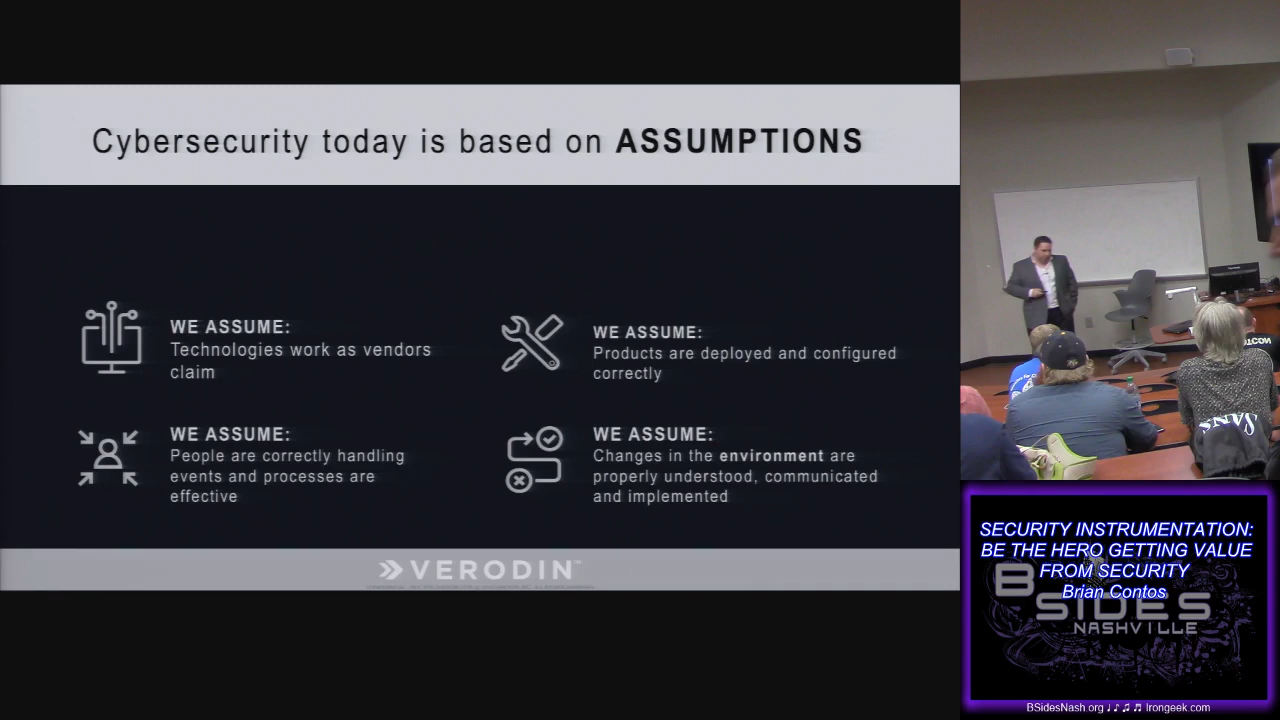 Cybersecurity today is based on ASSUMPTIONS
WE ASSUME:
Technologies work as vendors
claim
WE ASSUME:
Products are deployed and configured
correctly
WE ASSUME:
People are correctly handling
events and processes are
effective
WE ASSUME:
Changes in the environment are
properly understood, communicated
and implemented
VERODIN™
SANS
SECURITY INSTRUMENTATION:
BE THE HERO GETTING VALUE
FROM SECURITY
Brian Contos
BSIDES
NASHVILLE
BSidesNash.org ♩ ♪ ♫ ♬ Irongeek.com